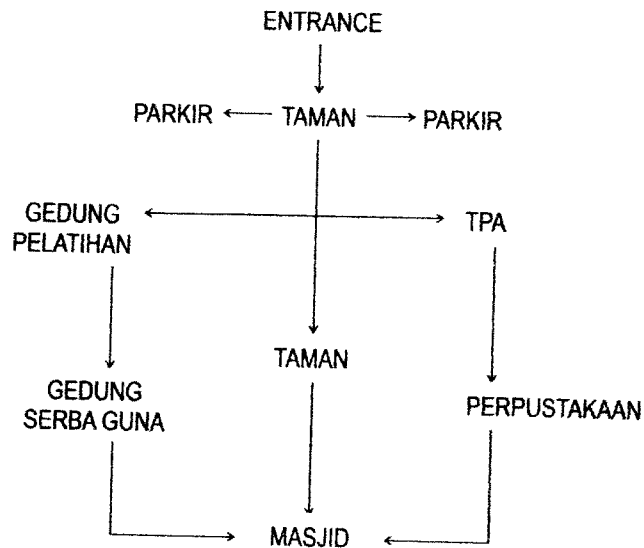 ENTRANCE
PARKIR TAMAN PARKIR
GEDUNG
PELATIHAN
TPA
TAMAN
GEDUNG
SERBA GUNA
PERPUSTAKAAN
MASJID